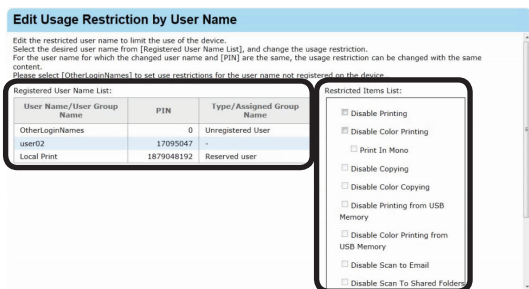 Edit Usage Restriction by User Name
Edit the restricted user name to limit the use of the device.
Select the desired user name from [Registered User Name List], and change the usage restriction.
For the user name for which the changed user name and [PIN] are the same, the usage restriction can be changed with the same
content.
Please select [OtherLoginNames] to set use restrictions for the user name not registered on the device
Registered User Name List:
User Name/User Group Name PIN Type/Assigned Group Name
OtherLoginNames 0 Unregistered User
user02 17095047 -
Local Print 1879048192 Reserved user
Restricted Items List:
Disable Printing
Disable Color Printing
Print In Mono
Disable Copying
Disable Color Copying
Disable Printing from USB
Memory
Disable Color Printing from
USB Memory
Disable Scan to Email
Disable Scan To Shared Folders